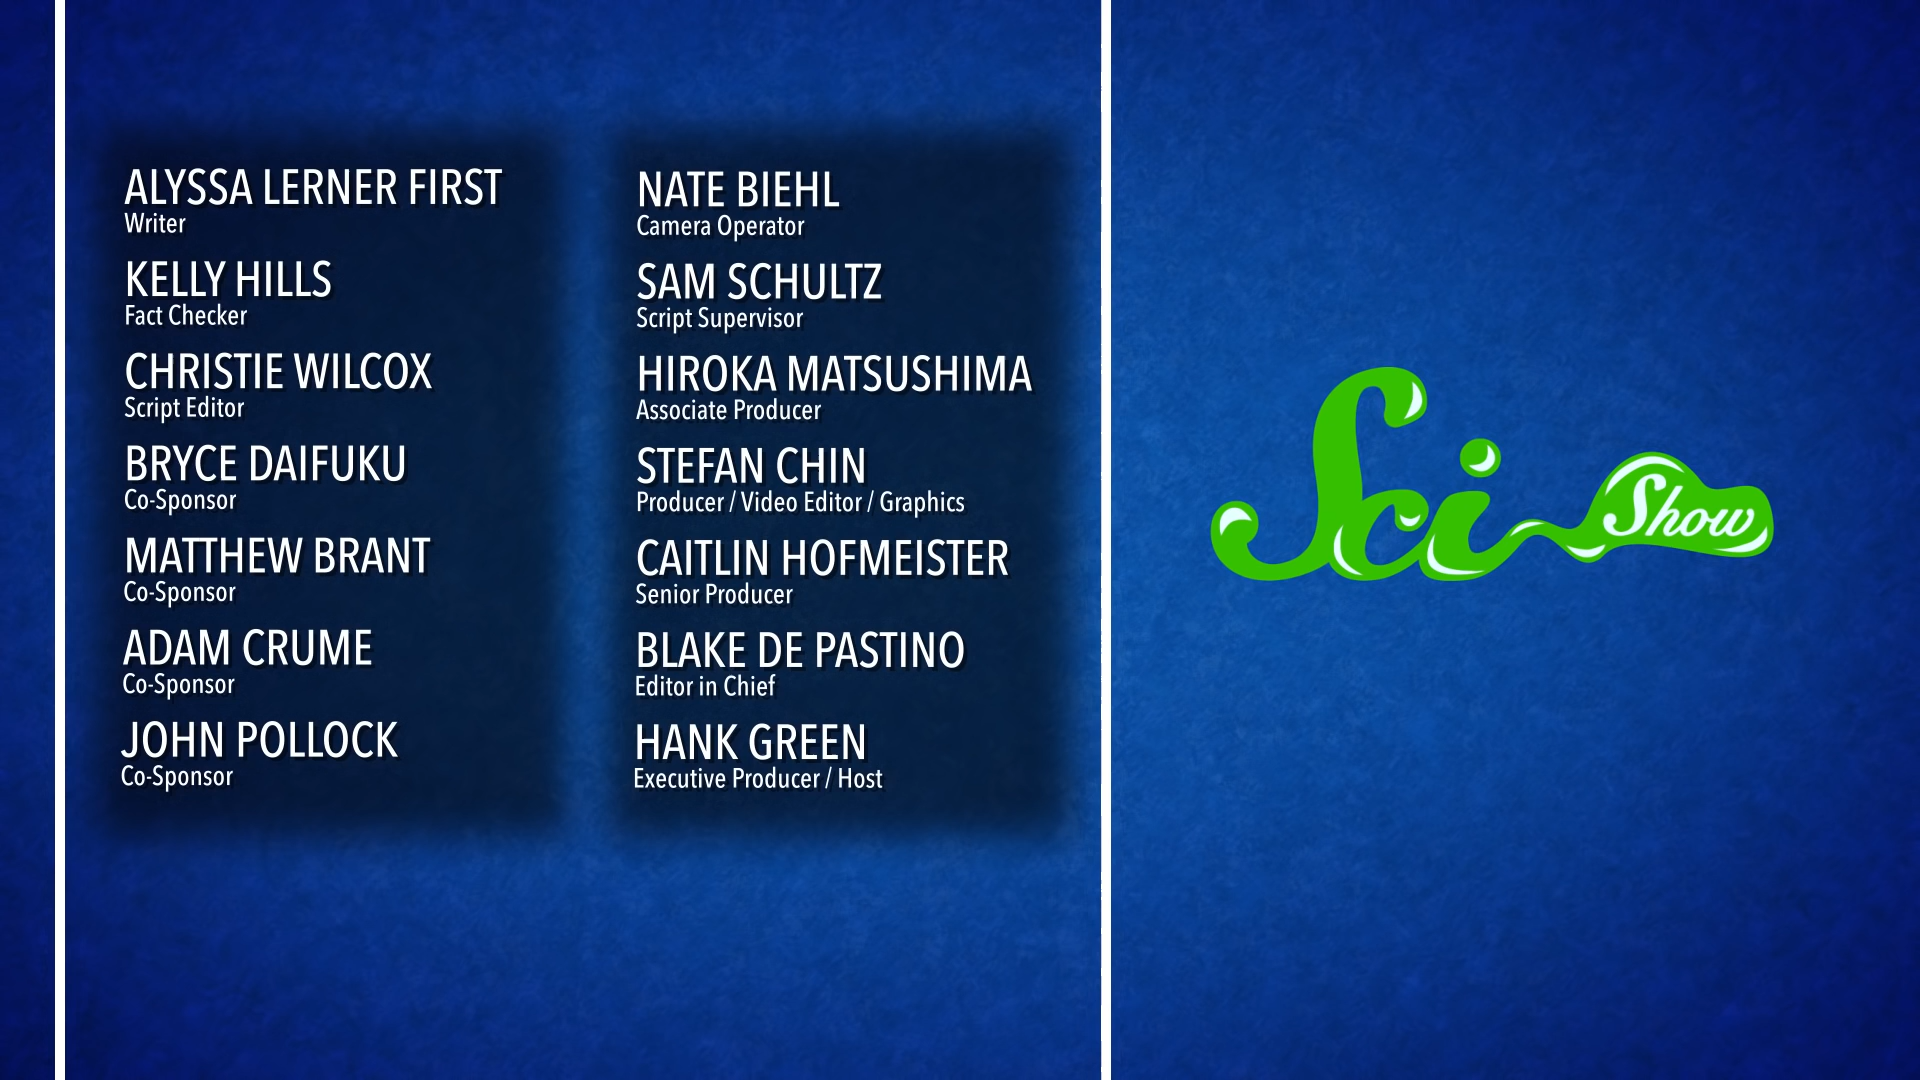 ALYSSA LERNER FIRST
Writer
KELLY HILLS
Fact Checker
CHRISTIE WILCOX
Script Editor
BRYCE DAIFUKU
Co-Sponsor
MATTHEW BRANT
Co-Sponsor
ADAM CRUME
Co-Sponsor
JOHN POLLOCK
Co-Sponsor
NATE BIEHL
Camera Operator
SAM SCHULTZ
Script Supervisor
HIROKA MATSUSHIMA
Associate Producer
STEFAN CHIN
Producer / Video Editor / Graphics
CAITLIN HOFMEISTER
Senior Producer
BLAKE DE PASTINO
Editor in Chief
HANK GREEN
Executive Producer / Host
Sci Show